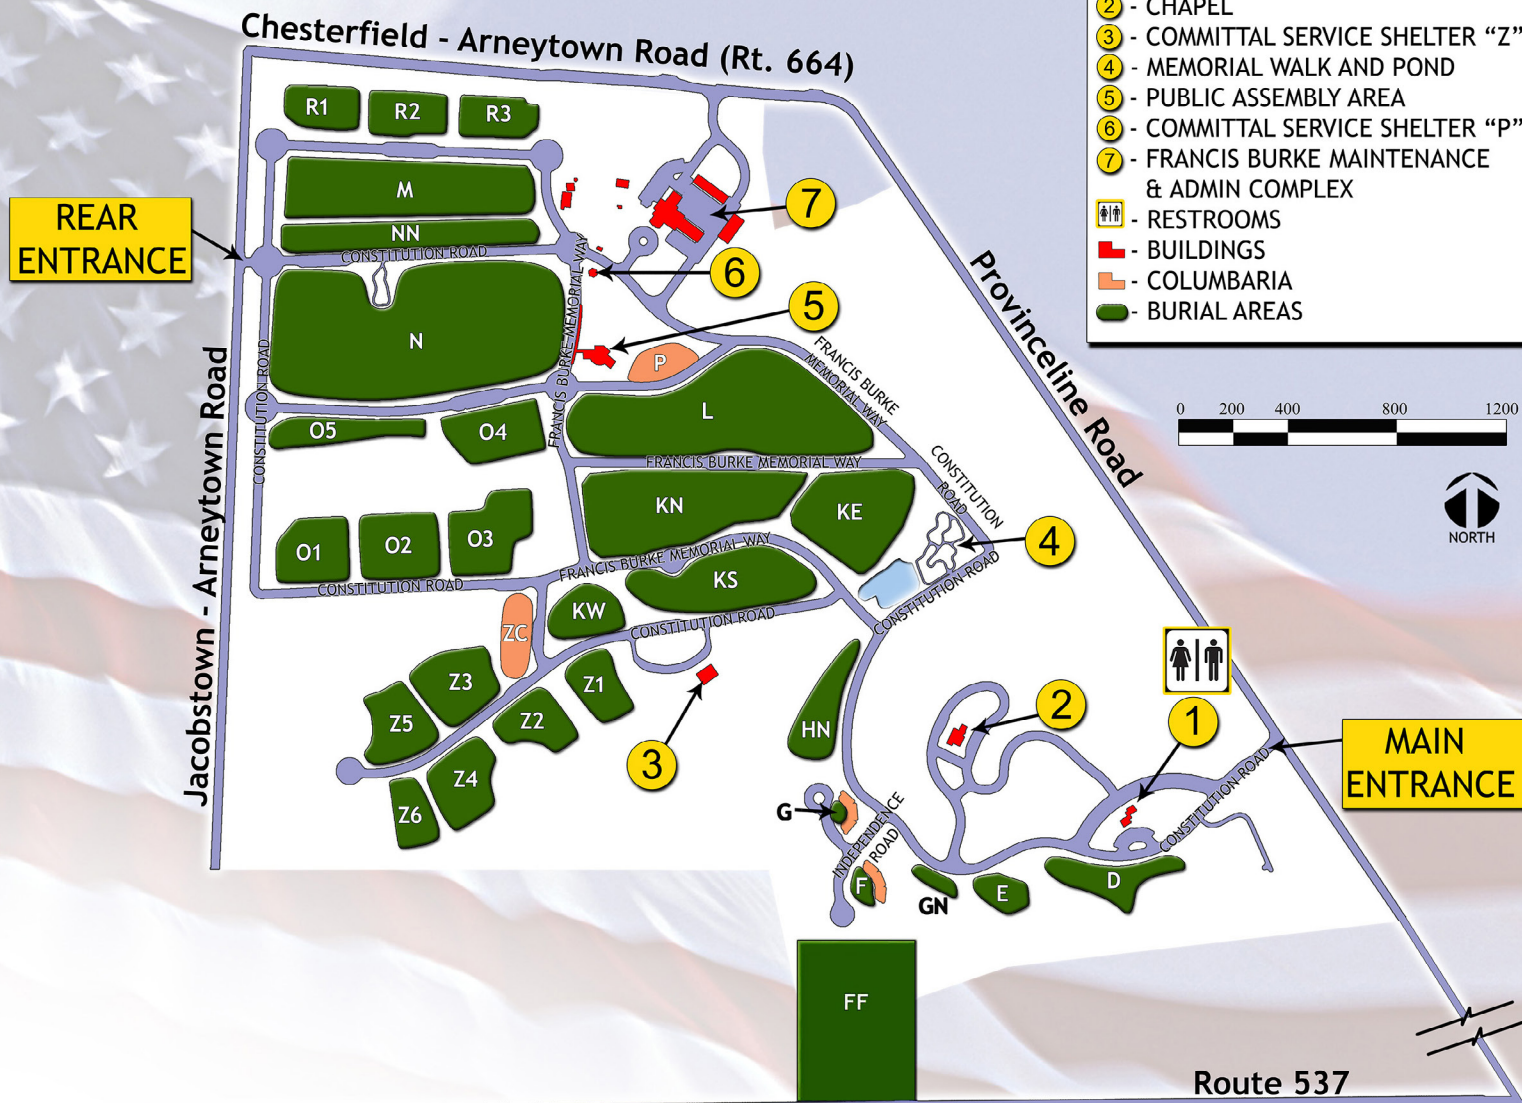 Chesterfield - Arneytown Road (Rt. 664)
2 - CHAPEL
3 - COMMITTAL SERVICE SHELTER “Z”
4 - MEMORIAL WALK AND POND
5 - PUBLIC ASSEMBLY AREA
6 - COMMITTAL SERVICE SHELTER “P”
7 - FRANCIS BURKE MAINTENANCE
& ADMIN COMPLEX
- RESTROOMS
- BUILDINGS
- COLUMBARIA
- BURIAL AREAS
R1
R2
R3
M
NN
CONSTITUTION ROAD
REAR
ENTRANCE
7
6
5
N
P
L
FRANCIS BURKE MEMORIAL WAY
FRANCIS BURKE
MEMORIAL WAY
Provinceline Road
0 200 400 800 1200
NORTH
CONSTITUTION ROAD
Jacobstown - Arneytown Road
O5
O4
FRANCIS BURKE MEMORIAL WAY
FRANCIS BURKE MEMORIAL WAY
CONSTITUTION
ROAD
KN
KE
O1
O2
O3
4
FRANCIS BURKE MEMORIAL WAY
KS
CONSTITUTION ROAD
CONSTITUTION ROAD
KW
CONSTITUTION ROAD
ZC
Z3
Z1
Z5
Z2
Z4
Z6
3
HN
2
1
MAIN
ENTRANCE
CONSTITUTION ROAD
G
INDEPENDENCE
ROAD
F
GN
E
D
FF
Route 537